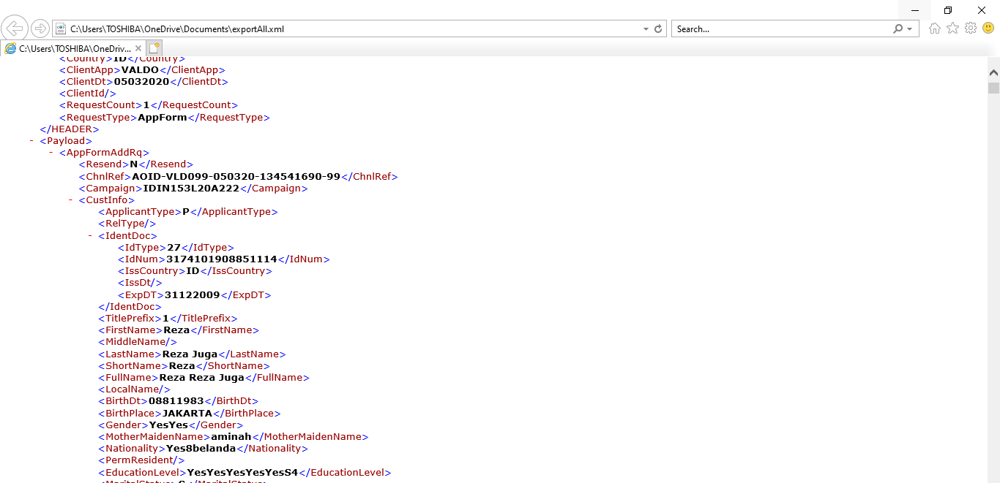 C:\Users\TOSHIBA\OneDrive\Documents\exportAll.xml
Search...
C:\Users\TOSHIBA\OneDriv...
<Country>ID</Country>
<ClientApp>VALDO</ClientApp>
<ClientDt>05032020</ClientDt>
<ClientId/>
<RequestCount>1</RequestCount>
<RequestType>AppForm</RequestType>
</HEADER>
- <Payload>
- <AppFormAddRq>
<Resend>N</Resend>
<ChnlRef>AOID-VLD099-050320-134541690-99</ChnlRef>
<Campaign>IDIN153L20A222</Campaign>
- <CustInfo>
<ApplicantType>P</ApplicantType>
<RelType/>
- <IdentDoc>
<IdType>27</IdType>
<IdNum>3174101908851114</IdNum>
<IssCountry>ID</IssCountry>
<IssDt/>
<ExpDT>31122009</ExpDT>
</IdentDoc>
<TitlePrefix>1</TitlePrefix>
<FirstName>Reza</FirstName>
<MiddleName/>
<LastName>Reza Juga</LastName>
<ShortName>Reza</ShortName>
<FullName>Reza Reza Juga</FullName>
<LocalName/>
<BirthDt>08811983</BirthDt>
<BirthPlace>JAKARTA</BirthPlace>
<Gender>YesYes</Gender>
<MotherMaidenName>aminah</MotherMaidenName>
<Nationality>Yes8belanda</Nationality>
<PermResident/>
<EducationLevel>YesYesYesYesYesS4</EducationLevel>
<MaritalStatus>S</MaritalStatus>